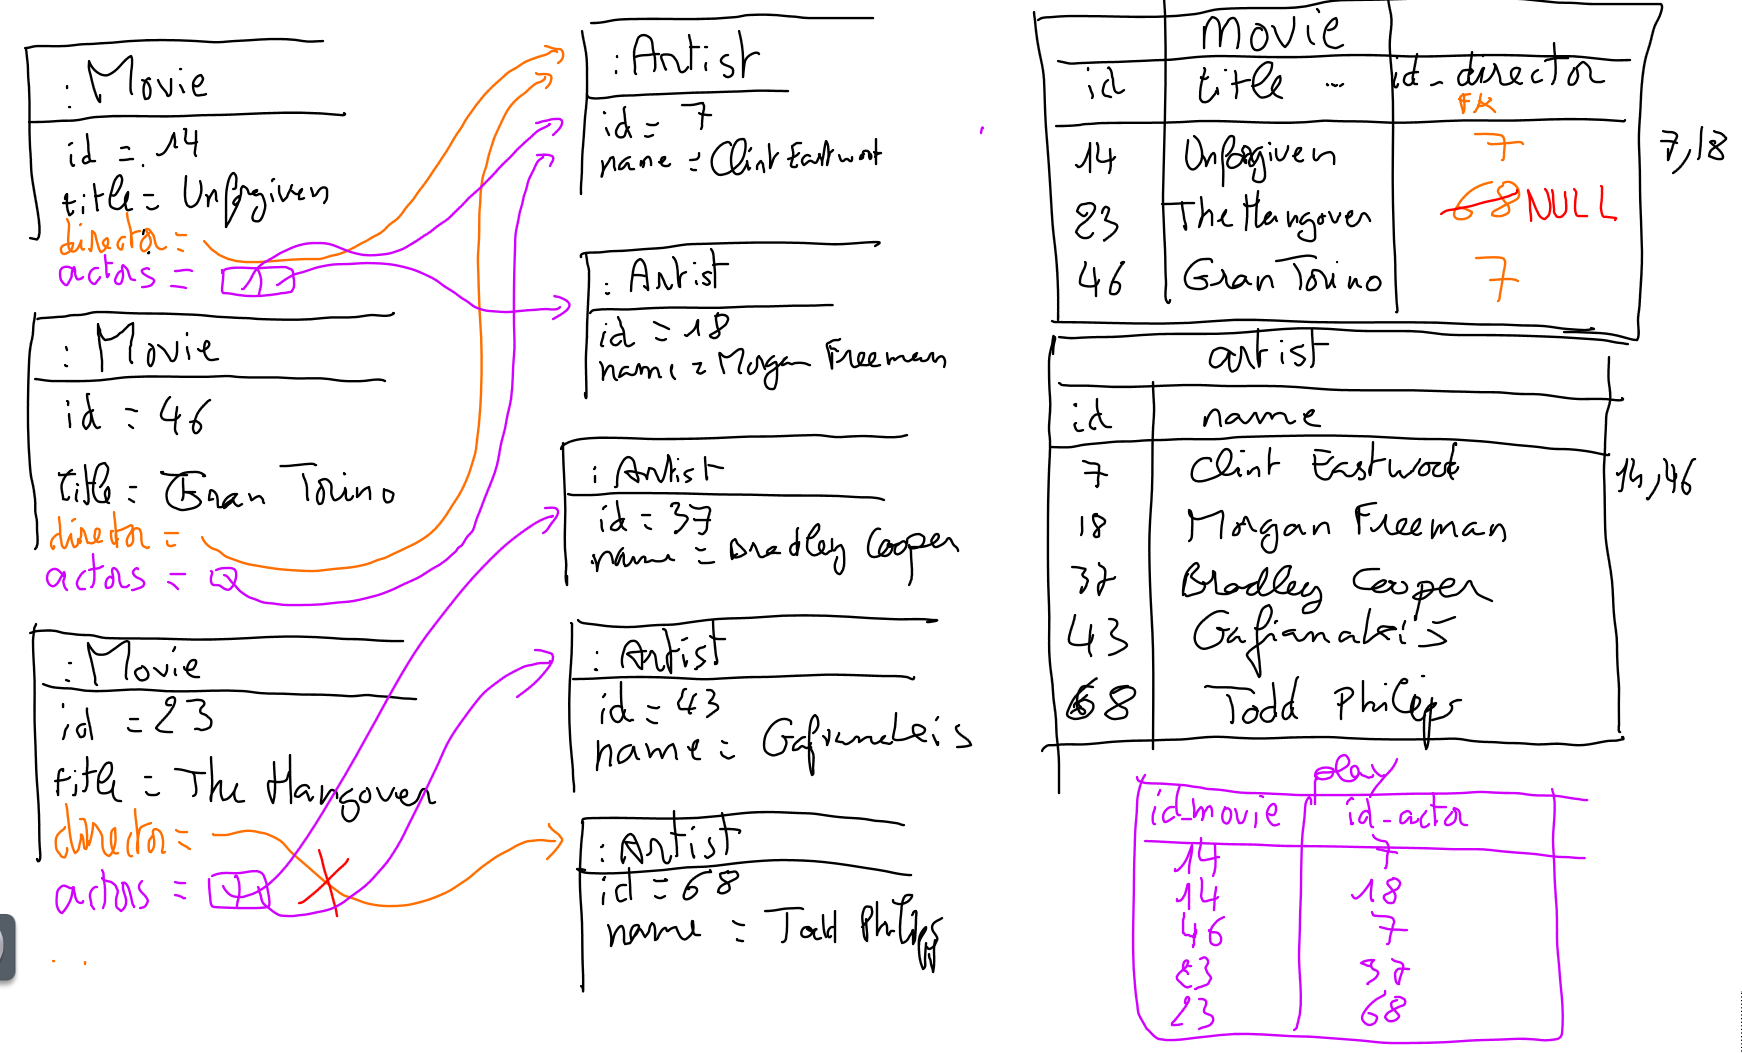 : Movie
id = 14
title = Unforgiven
director =
actors =
: Movie
id = 46
title = Gran Torino
director =
actors =
: Movie
id = 23
title = The Hangover
director =
actors =
: Artist
id = 7
name = Clint Eastwoot
: Artist
id = 18
name = Morgan Freeman
: Artist
id = 37
name = Bradley Cooper
: Artist
id = 43
name = Gafianakeis
: Artist
id = 68
name = Todd Philipps
movie
id title ... id_director
FK
14 Unforgiven 7
7,18
23 The Hangover 68 NULL
46 Gran Torino 7
artist
id name
7 Clint Eastwood
14,46
18 Morgan Freeman
37 Bradley Cooper
43 Gafianakeis
68 Todd Philipps
play
id_movie id_actor
14 7
14 18
46 7
23 37
23 68